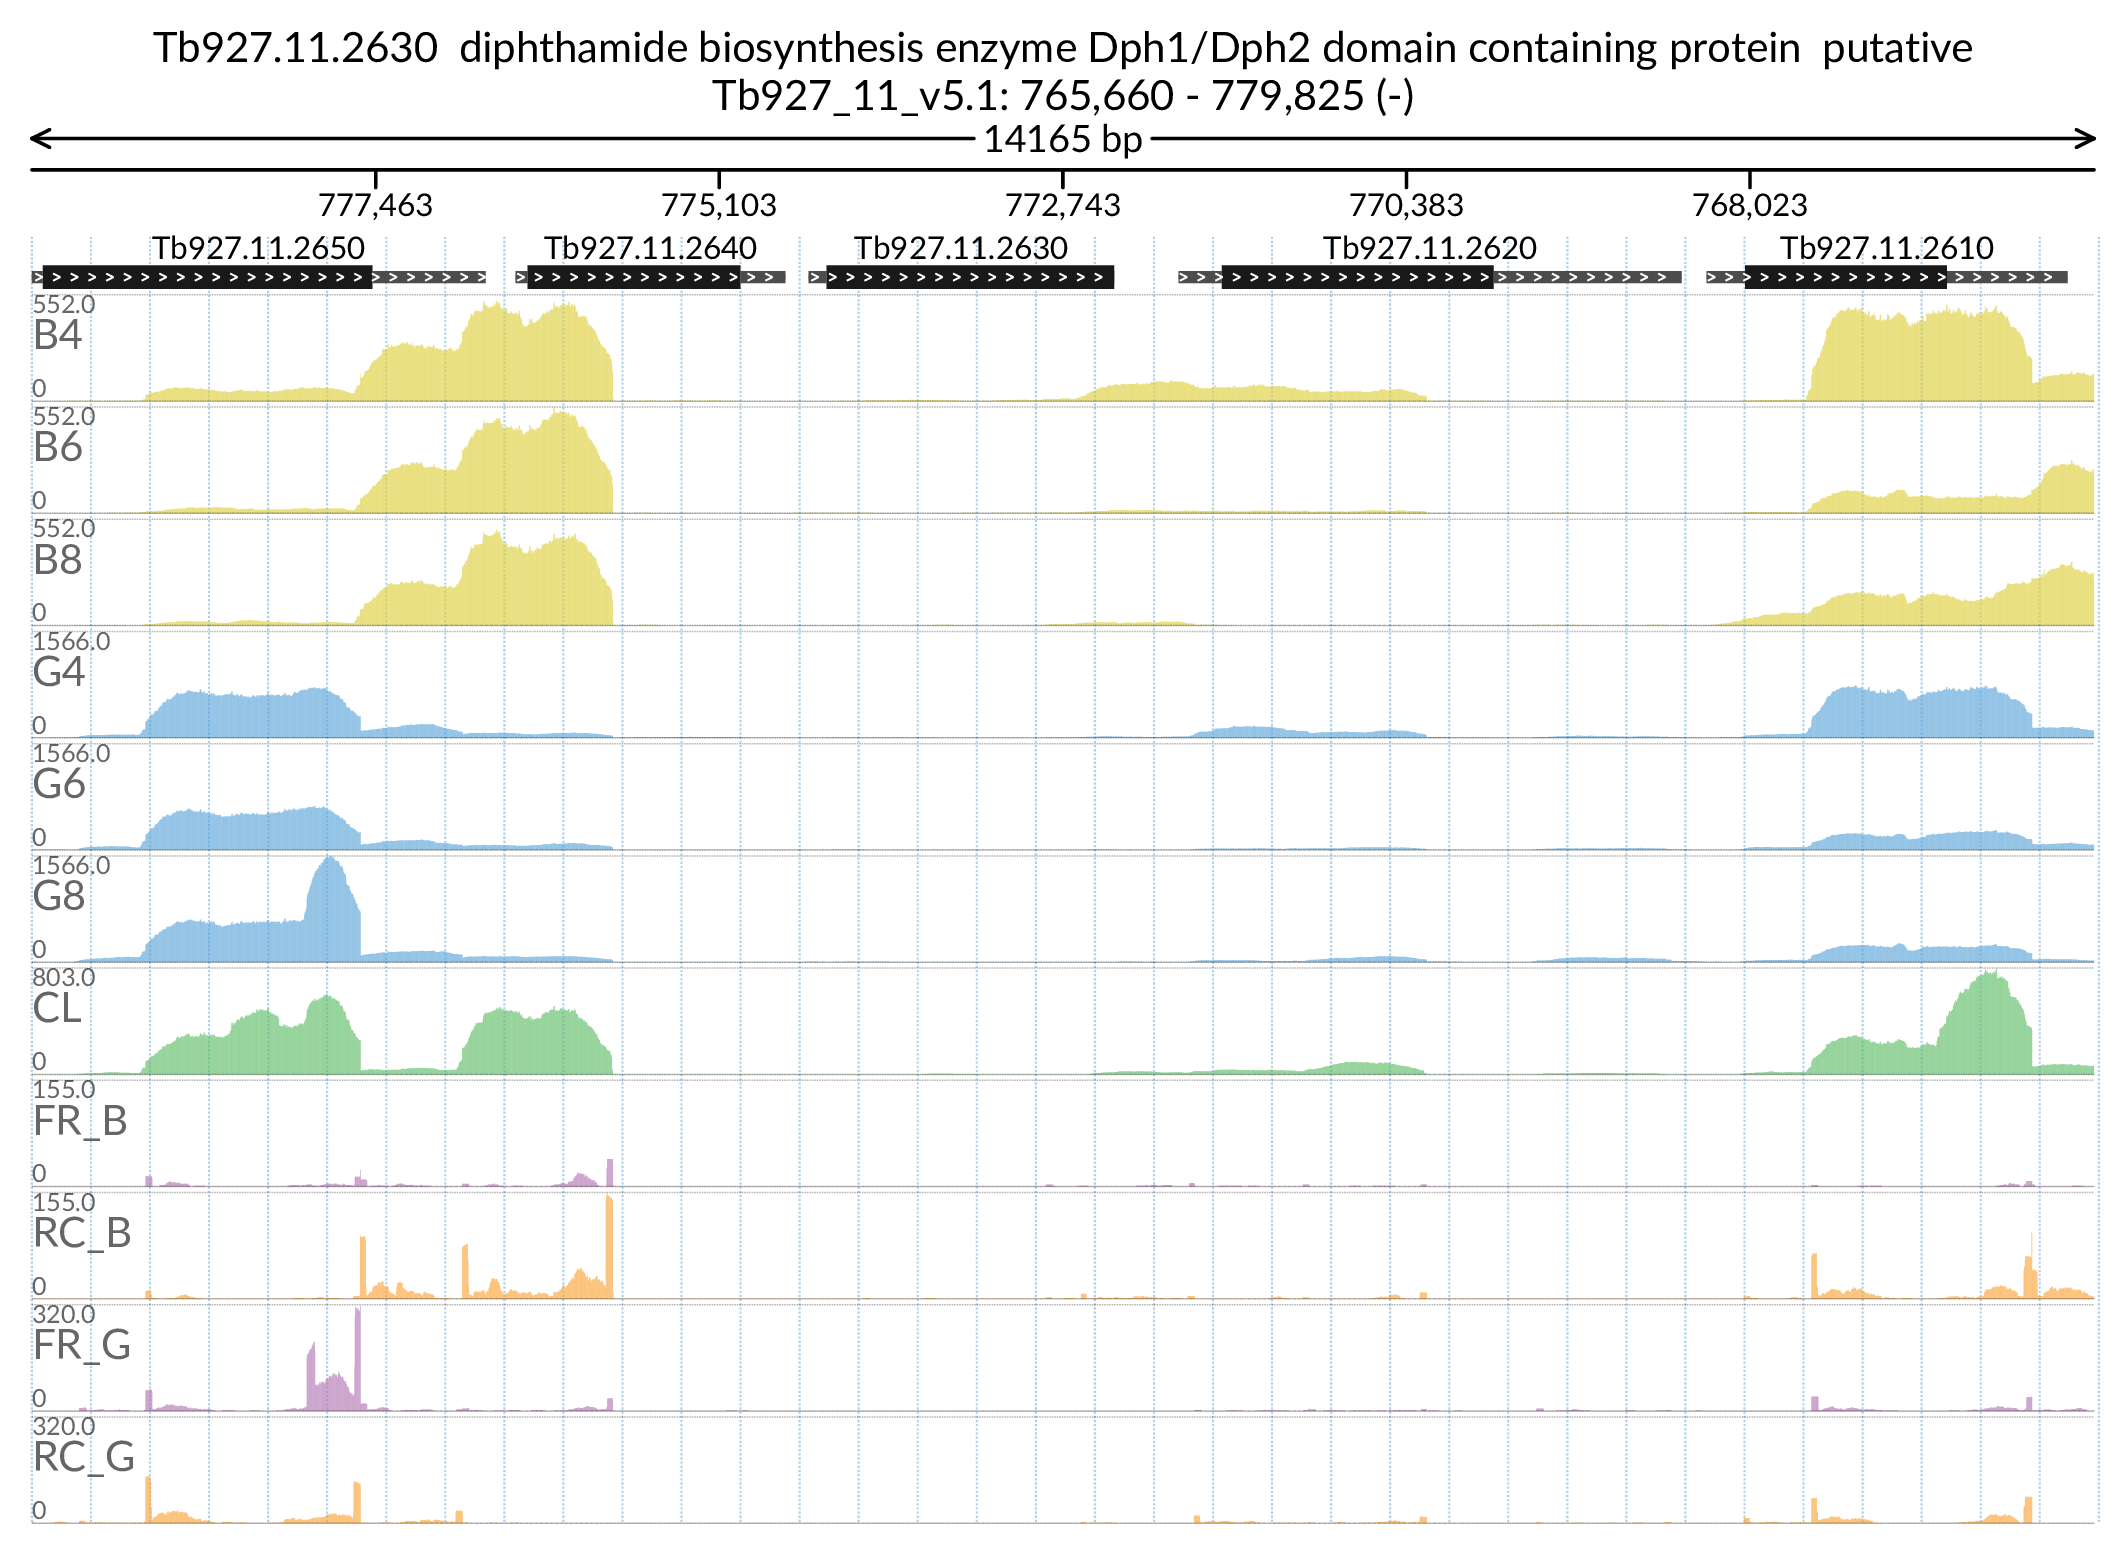 Tb927.11.2630  diphthamide biosynthesis enzyme Dph1/Dph2 domain containing protein  putative
Tb927_11_v5.1: 765,660 - 779,825 (-)
14165 bp
777,463 775,103 772,743 770,383 768,023
Tb927.11.2650 Tb927.11.2640 Tb927.11.2630 Tb927.11.2620 Tb927.11.2610
552.0
B4
0
552.0
B6
0
552.0
B8
0
1566.0
G4
0
1566.0
G6
0
1566.0
G8
0
803.0
CL
0
155.0
FR_B
0
155.0
RC_B
0
320.0
FR_G
0
320.0
RC_G
0